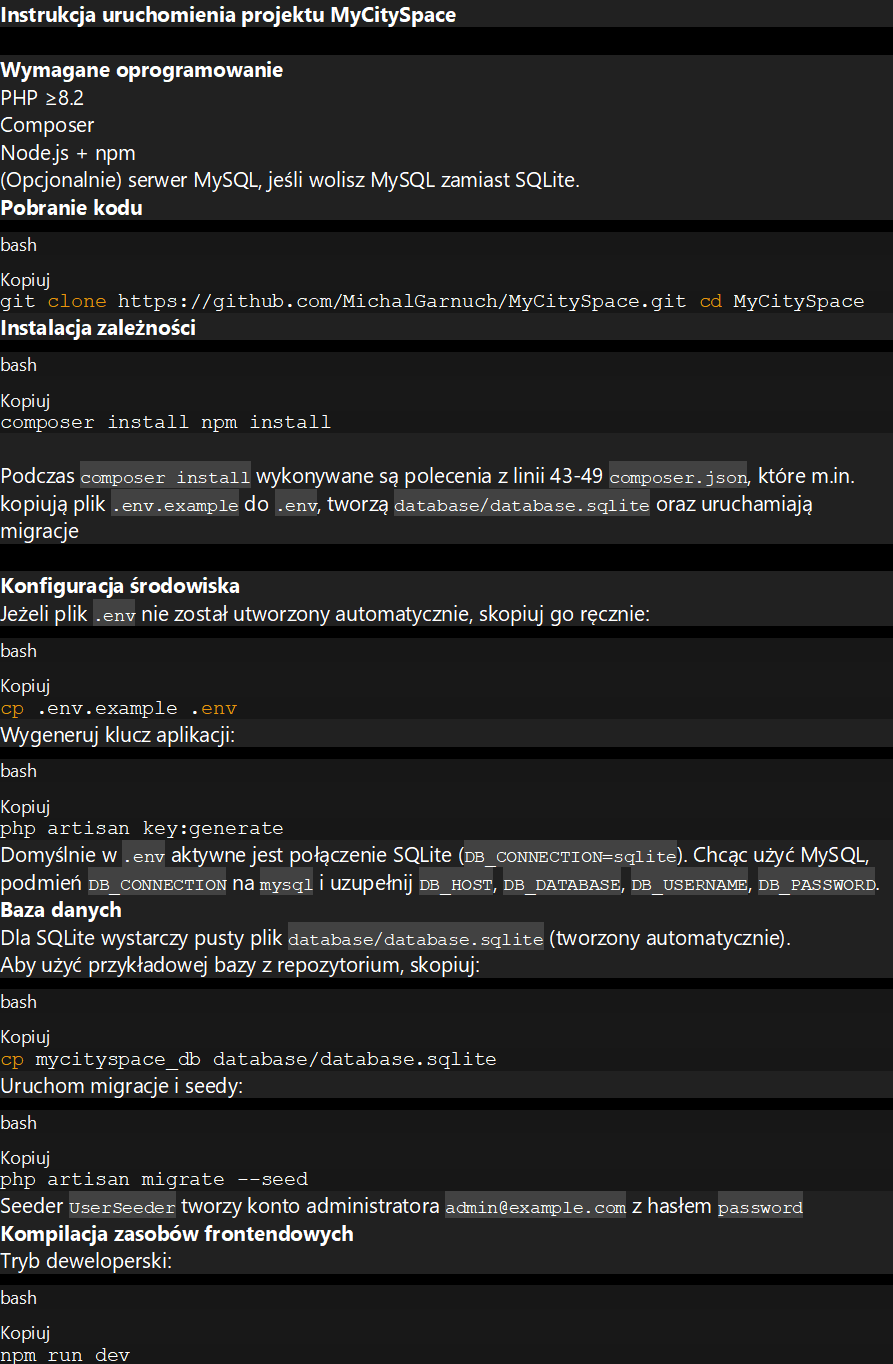 Instrukcja uruchomienia projektu MyCitySpace
Wymagane oprogramowanie
PHP ≥8.2
Composer
Node.js + npm
(Opcjonalnie) serwer MySQL, jeśli wolisz MySQL zamiast SQLite.
Pobranie kodu
bash
Kopiuj
git clone https://github.com/MichalGarnuch/MyCitySpace.git cd MyCitySpace
Instalacja zależności
bash
Kopiuj
composer install npm install
Podczas composer install wykonywane są polecenia z linii 43-49 composer.json, które m.in.
kopiują plik .env.example do .env, tworzą database/database.sqlite oraz uruchamiają
migracje
Konfiguracja środowiska
Jeżeli plik .env nie został utworzony automatycznie, skopiuj go ręcznie:
bash
Kopiuj
cp .env.example .env
Wygeneruj klucz aplikacji:
bash
Kopiuj
php artisan key:generate
Domyślnie w .env aktywne jest połączenie SQLite (DB_CONNECTION=sqlite). Chcąc użyć MySQL,
podmień DB_CONNECTION na mysql i uzupełnij DB_HOST, DB_DATABASE, DB_USERNAME, DB_PASSWORD.
Baza danych
Dla SQLite wystarczy pusty plik database/database.sqlite (tworzony automatycznie).
Aby użyć przykładowej bazy z repozytorium, skopiuj:
bash
Kopiuj
cp mycityspace_db database/database.sqlite
Uruchom migracje i seedy:
bash
Kopiuj
php artisan migrate --seed
Seeder UserSeeder tworzy konto administratora admin@example.com z hasłem password
Kompilacja zasobów frontendowych
Tryb deweloperski:
bash
Kopiuj
npm run dev